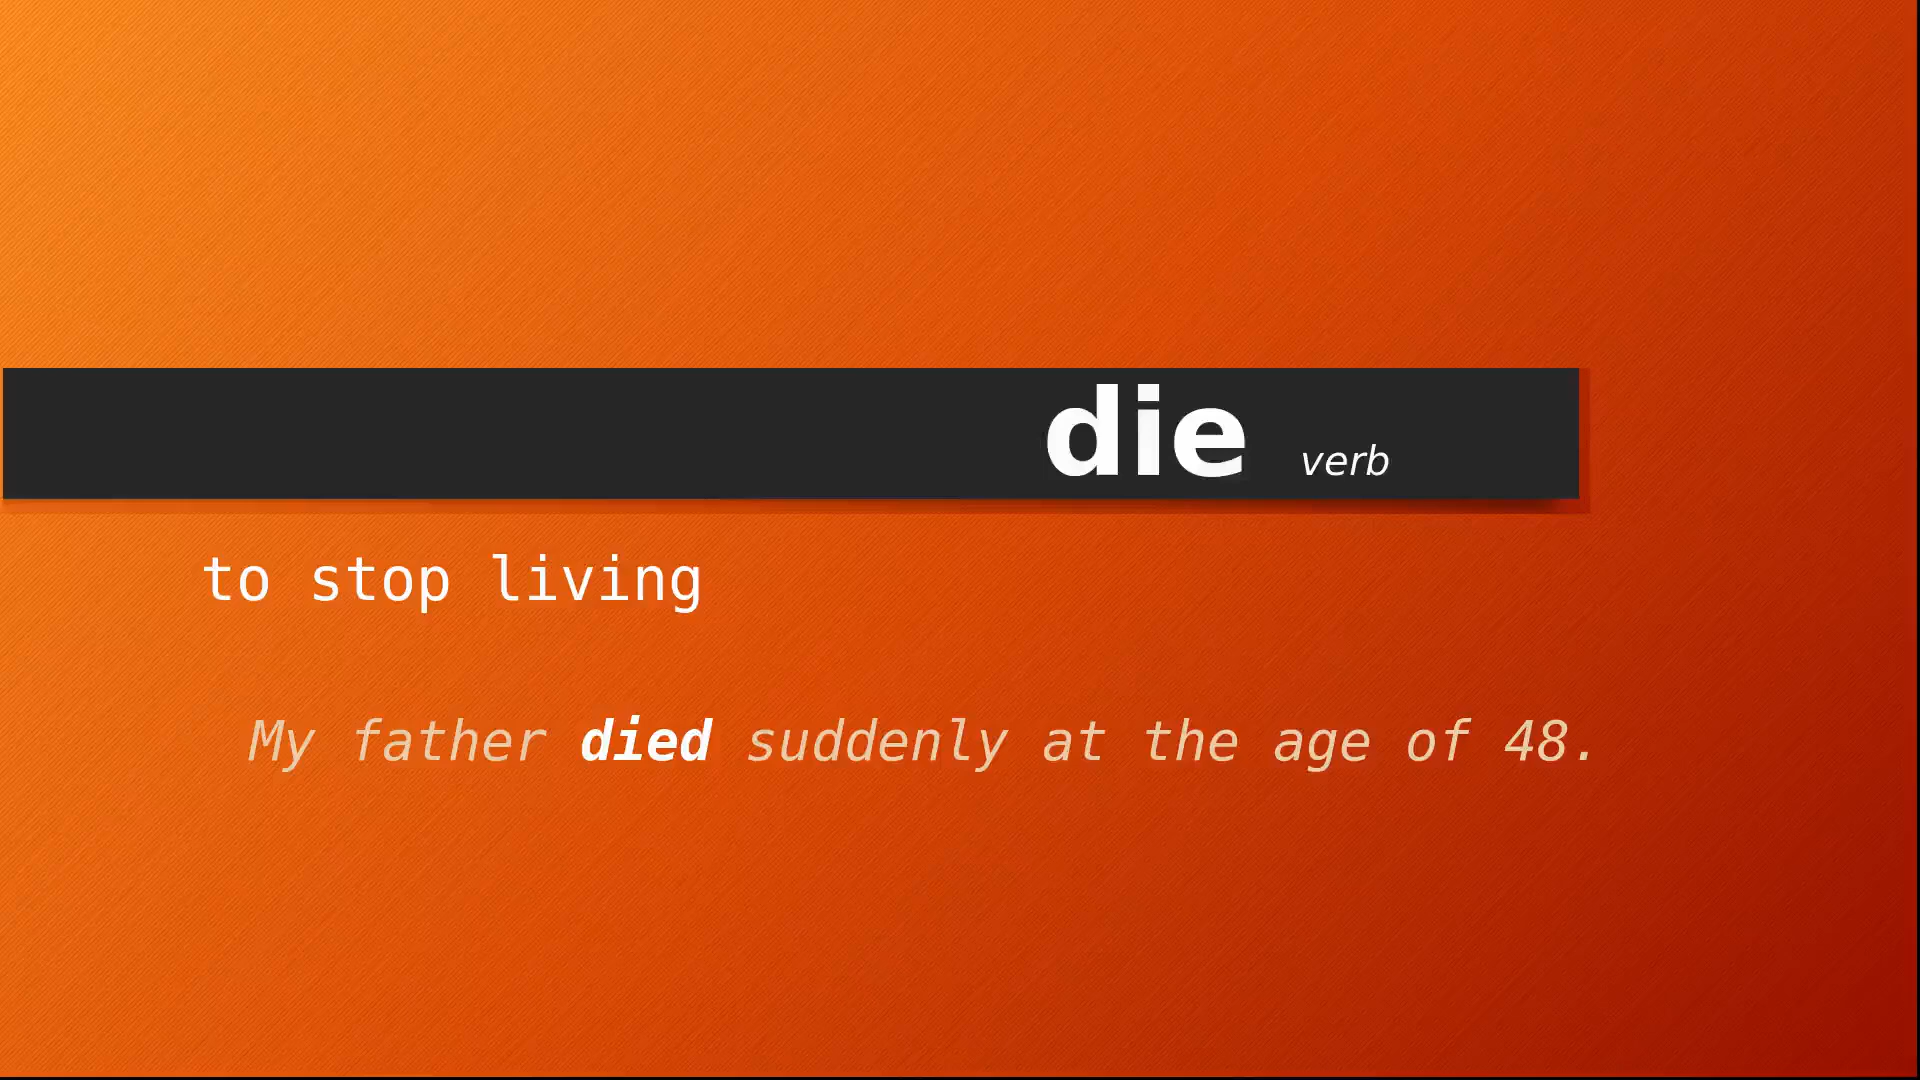 die verb
to stop living
My father died suddenly at the age of 48.